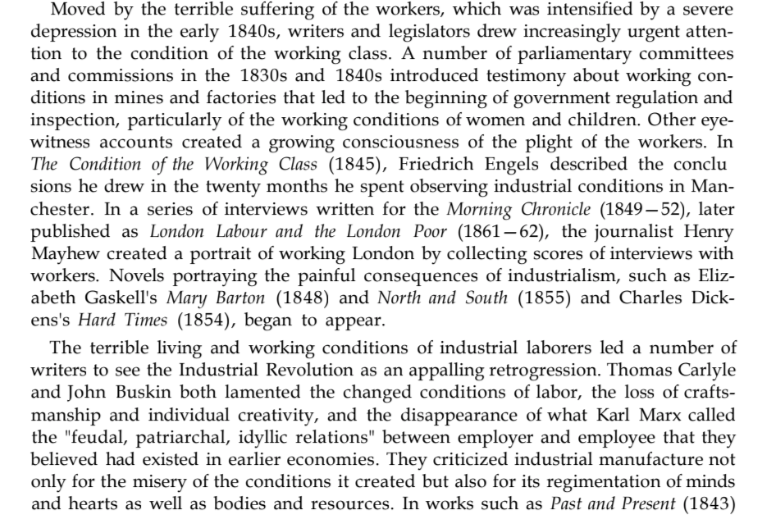 Moved by the terrible suffering of the workers, which was intensified by a severe
depression in the early 1840s, writers and legislators drew increasingly urgent atten-
tion to the condition of the working class. A number of parliamentary committees
and commissions in the 1830s and 1840s introduced testimony about working con-
ditions in mines and factories that led to the beginning of government regulation and
inspection, particularly of the working conditions of women and children. Other eye-
witness accounts created a growing consciousness of the plight of the workers. In
The Condition of the Working Class (1845), Friedrich Engels described the conclu
sions he drew in the twenty months he spent observing industrial conditions in Man-
chester. In a series of interviews written for the Morning Chronicle (1849–52), later
published as London Labour and the London Poor (1861–62), the journalist Henry
Mayhew created a portrait of working London by collecting scores of interviews with
workers. Novels portraying the painful consequences of industrialism, such as Eliz-
abeth Gaskell's Mary Barton (1848) and North and South (1855) and Charles Dick-
ens's Hard Times (1854), began to appear.
The terrible living and working conditions of industrial laborers led a number of
writers to see the Industrial Revolution as an appalling retrogression. Thomas Carlyle
and John Buskin both lamented the changed conditions of labor, the loss of crafts-
manship and individual creativity, and the disappearance of what Karl Marx called
the "feudal, patriarchal, idyllic relations" between employer and employee that they
believed had existed in earlier economies. They criticized industrial manufacture not
only for the misery of the conditions it created but also for its regimentation of minds
and hearts as well as bodies and resources. In works such as Past and Present (1843)